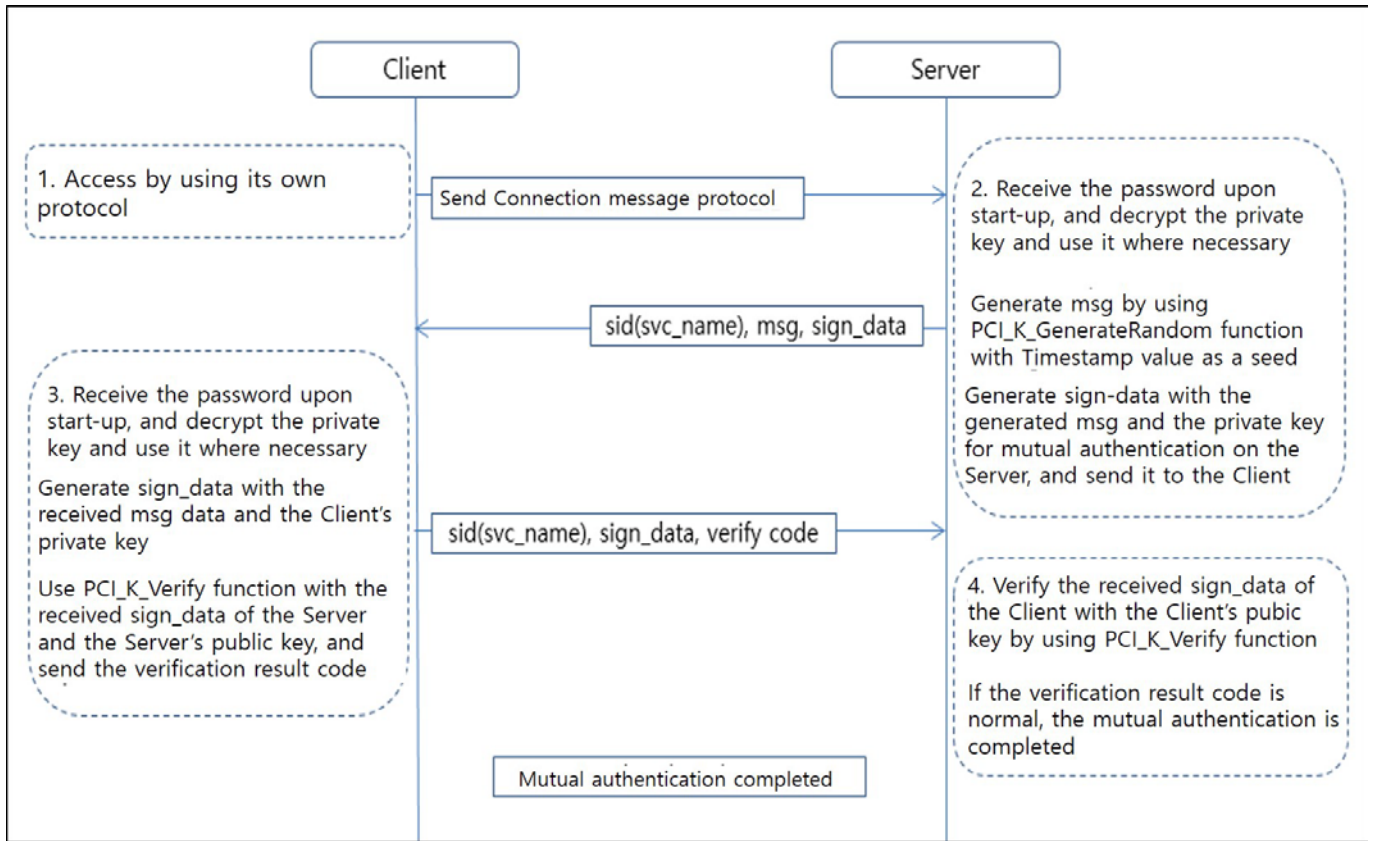 Client
Server
1. Access by using its own
protocol
Send Connection message protocol
2. Receive the password upon
start-up, and decrypt the private
key and use it where necessary
Generate msg by using
PCI_K_GenerateRandom function
with Timestamp value as a seed
Generate sign-data with the
generated msg and the private key
for mutual authentication on the
Server, and send it to the Client
sid(svc_name), msg, sign_data
3. Receive the password upon
start-up, and decrypt the private
key and use it where necessary
Generate sign_data with the
received msg data and the Client's
private key
Use PCI_K_Verify function with the
received sign_data of the Server
and the Server's public key, and
send the verification result code
sid(svc_name), sign_data, verify code
4. Verify the received sign_data of
the Client with the Client's pubic
key by using PCI_K_Verify function
If the verification result code is
normal, the mutual authentication is
completed
Mutual authentication completed